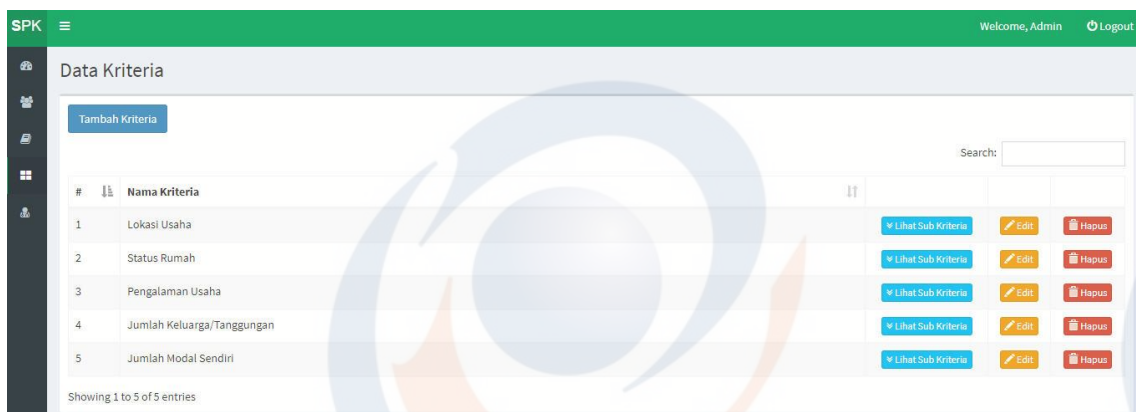 SPK Welcome, Admin Logout
Data Kriteria
Tambah Kriteria
Search:
# Nama Kriteria
1 Lokasi Usaha Lihat Sub Kriteria Edit Hapus
2 Status Rumah Lihat Sub Kriteria Edit Hapus
3 Pengalaman Usaha Lihat Sub Kriteria Edit Hapus
4 Jumlah Keluarga/Tanggungan Lihat Sub Kriteria Edit Hapus
5 Jumlah Modal Sendiri Lihat Sub Kriteria Edit Hapus
Showing 1 to 5 of 5 entries